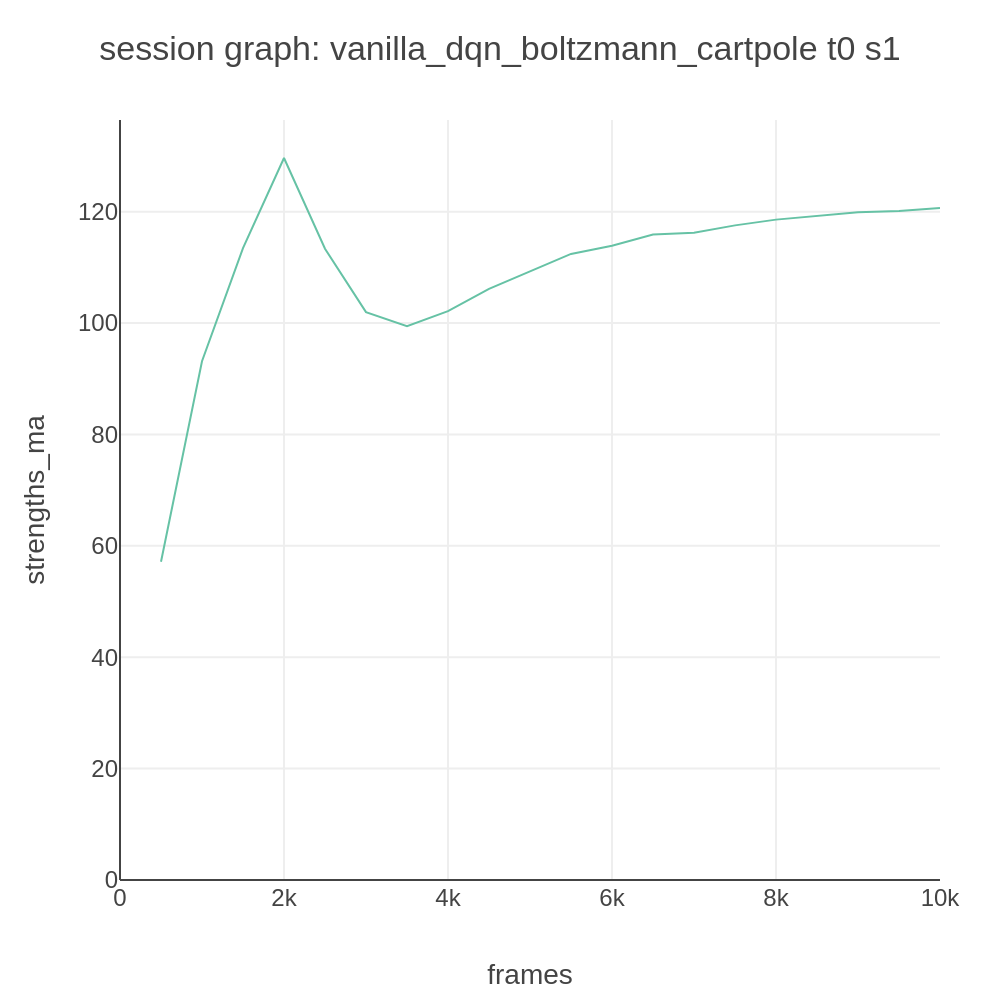 session graph: vanilla_dqn_boltzmann_cartpole t0 s1
strengths_ma
120
100
80
60
40
20
0
0 2k 4k 6k 8k 10k
frames